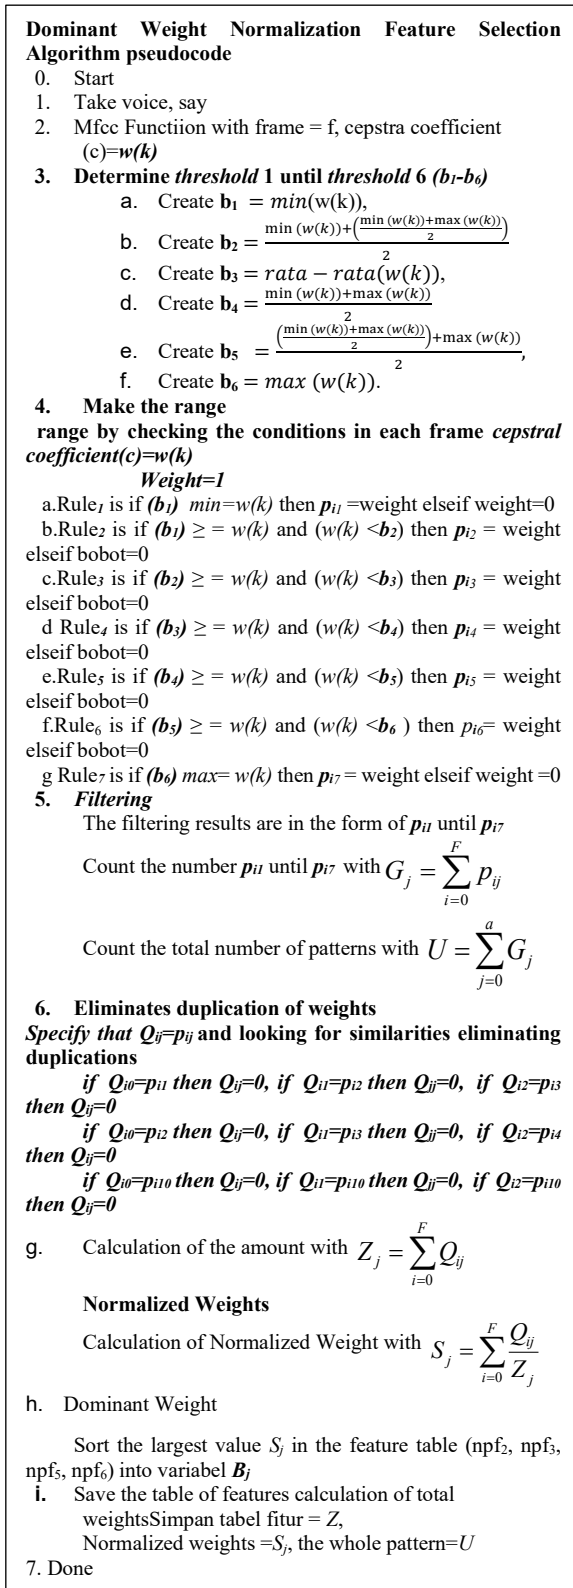 Dominant Weight Normalization Feature Selection
Algorithm pseudocode
0. Start
1. Take voice, say
2. Mfcc Functiion with frame = f, cepstra coefficient
(c)=w(k)
3. Determine threshold 1 until threshold 6 (b1-b6)
a. Create b₁ = min(w(k)),
b. Create b₂ = (min (w(k))+((min (w(k))+max (w(k)))/2))/2
c. Create b₃ = rata − rata(w(k)),
d. Create b₄ = (min (w(k))+max (w(k)))/2
e. Create b₅ = (((min (w(k))+max (w(k)))/2)+max (w(k)))/2,
f. Create b₆ = max (w(k)).
4. Make the range
range by checking the conditions in each frame cepstral
coefficient(c)=w(k)
Weight=1
a.Rule₁ is if (b₁) min=w(k) then pᵢ₁ =weight elseif weight=0
b.Rule₂ is if (b₁) ≥ = w(k) and (w(k) <b₂) then pᵢ₂ = weight
elseif bobot=0
c.Rule₃ is if (b₂) ≥ = w(k) and (w(k) <b₃) then pᵢ₃ = weight
elseif bobot=0
d Rule₄ is if (b₃) ≥ = w(k) and (w(k) <b₄) then pᵢ₄ = weight
elseif bobot=0
e.Rule₅ is if (b₄) ≥ = w(k) and (w(k) <b₅) then pᵢ₅ = weight
elseif bobot=0
f.Rule₆ is if (b₅) ≥ = w(k) and (w(k) <b₆ ) then pᵢ₆= weight
elseif bobot=0
g Rule₇ is if (b₆) max= w(k) then pᵢ₇ = weight elseif weight =0
5. Filtering
The filtering results are in the form of pᵢ₁ until pᵢ₇
Count the number pᵢ₁ until pᵢ₇ with G_j = ∑_{i=0}^{F} p_{ij}
Count the total number of patterns with U = ∑_{j=0}^{a} G_j
6. Eliminates duplication of weights
Specify that Qij=pij and looking for similarities eliminating
duplications
if Qi0=pi1 then Qij=0, if Qi1=pi2 then Qjj=0, if Qi2=pi3
then Qij=0
if Qi0=pi2 then Qij=0, if Qi1=pi3 then Qjj=0, if Qi2=pi4
then Qij=0
if Qi0=pi10 then Qij=0, if Qi1=pi10 then Qjj=0, if Qi2=pi10
then Qij=0
g. Calculation of the amount with Z_j = ∑_{i=0}^{F} Q_{ij}
Normalized Weights
Calculation of Normalized Weight with S_j = ∑_{i=0}^{F} Q_{ij}/Z_j
h. Dominant Weight
Sort the largest value Sj in the feature table (npf₂, npf₃,
npf₅, npf₆) into variabel Bj
i. Save the table of features calculation of total
weightsSimpan tabel fitur = Z,
Normalized weights =Sj, the whole pattern=U
7. Done